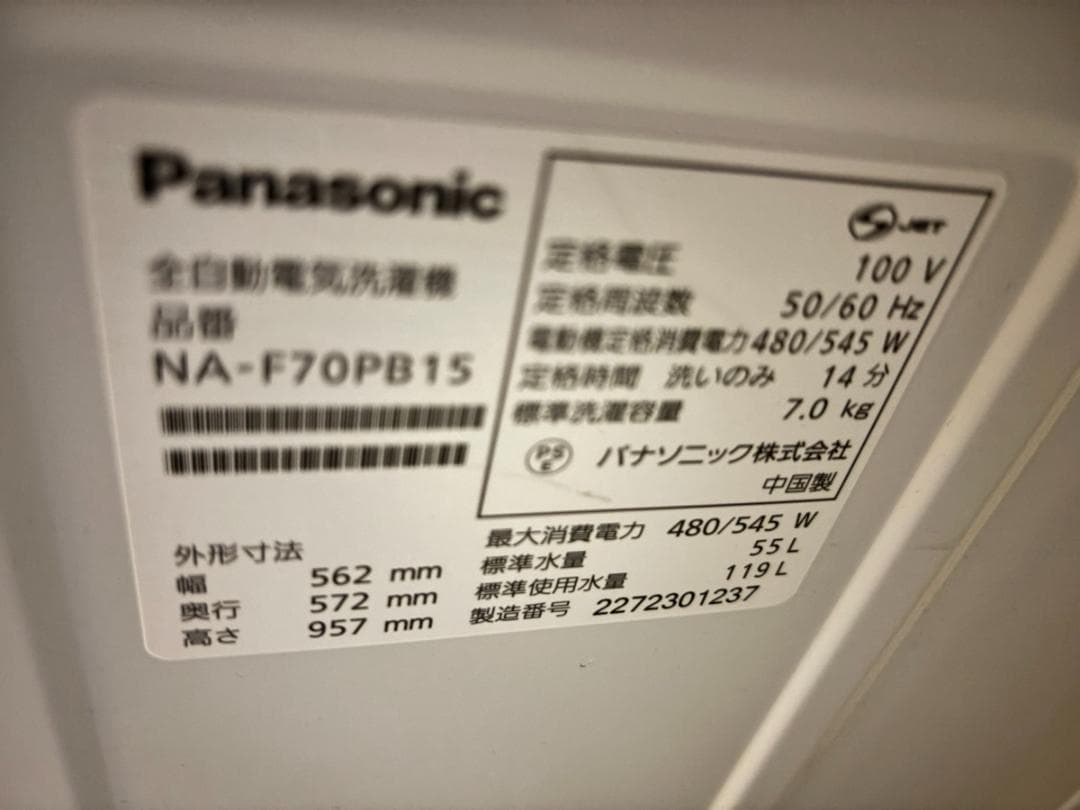 Panasonic
全自動電気洗濯機
品番
NA-F70PB15
JET
定格電圧 100 V
定格周波数 50/60 Hz
電動機定格消費電力 480/545 W
定格時間 洗いのみ 14 分
標準洗濯容量 7.0 kg
PS
E
パナソニック株式会社
中国製
外形寸法
幅 562 mm
奥行 572 mm
高さ 957 mm
最大消費電力 480/545 W
標準水量 55 L
標準使用水量 119 L
製造番号 2272301237